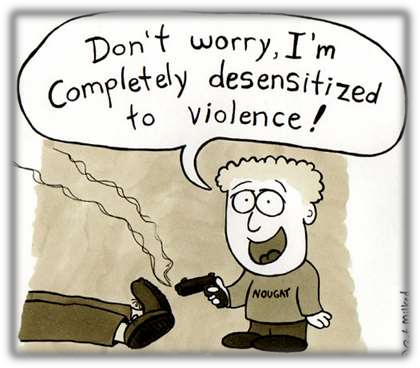 Don't worry, I'm
Completely desensitized
to violence!
NOUGAT